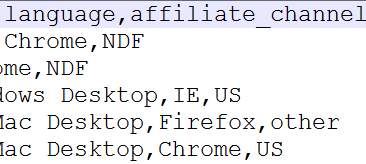 language,affiliate_channel
Chrome,NDF
ome,NDF
dows Desktop,IE,US
Mac Desktop,Firefox,other
Mac Desktop,Chrome,US